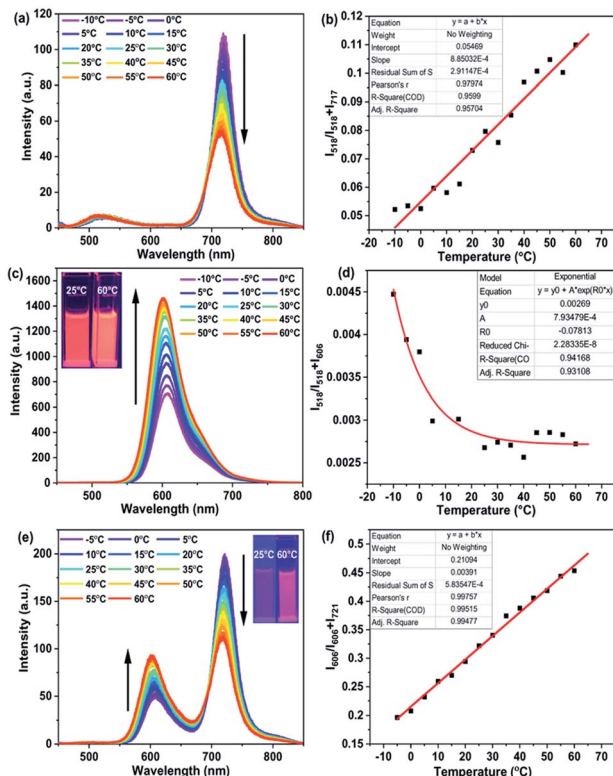 (a)
-10°C -5°C 0°C
5°C 10°C 15°C
20°C 25°C 30°C
35°C 40°C 45°C
50°C 55°C 60°C
120
100
80
60
40
20
0
Intensity (a.u.)
500 600 700 800
Wavelength (nm)
(b)
Equation y = a + b*x
Weight No Weighting
Intercept 0.05469
Slope 8.85032E-4
Residual Sum of S 2.91147E-4
Pearson's r 0.97974
R-Square(COD) 0.9599
Adj. R-Square 0.95704
0.12
0.11
0.10
0.09
0.08
0.07
0.06
0.05
I518/I518+I717
-20 -10 0 10 20 30 40 50 60 70
Temperature (°C)
(c)
25°C 60°C
-10°C -5°C 0°C
5°C 10°C 15°C
20°C 25°C 30°C
35°C 40°C 45°C
50°C 55°C 60°C
1600
1400
1200
1000
800
600
400
200
0
Intensity (a.u.)
500 600 700 800
Wavelength (nm)
(d)
Model Exponential
Equation y = y0 + A*exp(R0*x)
y0 0.00269
A 7.93479E-4
R0 -0.07813
Reduced Chi- 2.28335E-8
R-Square(CO 0.94168
Adj. R-Square 0.93108
0.0045
0.0040
0.0035
0.0030
0.0025
I518/I518+I606
-20 -10 0 10 20 30 40 50 60 70
Temperature (°C)
(e)
-5°C 0°C 5°C
10°C 15°C 20°C
25°C 30°C 35°C
40°C 45°C 50°C
55°C 60°C
25°C 60°C
200
150
100
50
0
Intensity (a.u.)
500 600 700 800
Wavelength (nm)
(f)
Equation y = a + b*x
Weight No Weighting
Intercept 0.21094
Slope 0.00391
Residual Sum of S 5.83547E-4
Pearson's r 0.99757
R-Square(COD) 0.99515
Adj. R-Square 0.99477
0.5
0.45
0.4
0.35
0.3
0.25
0.2
0.15
I606/I606+I721
-10 0 10 20 30 40 50 60 70
Temperature (°C)